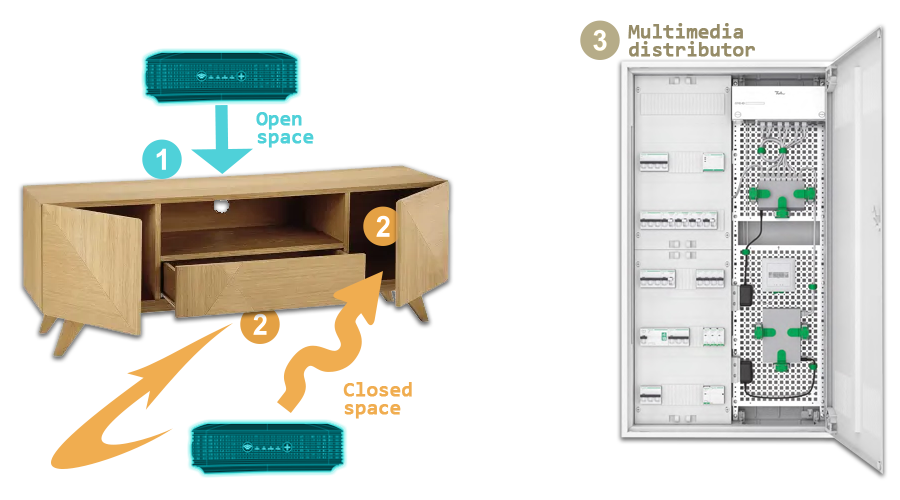 1
Open
space
2
2
Closed
space
3
Multimedia
distributor